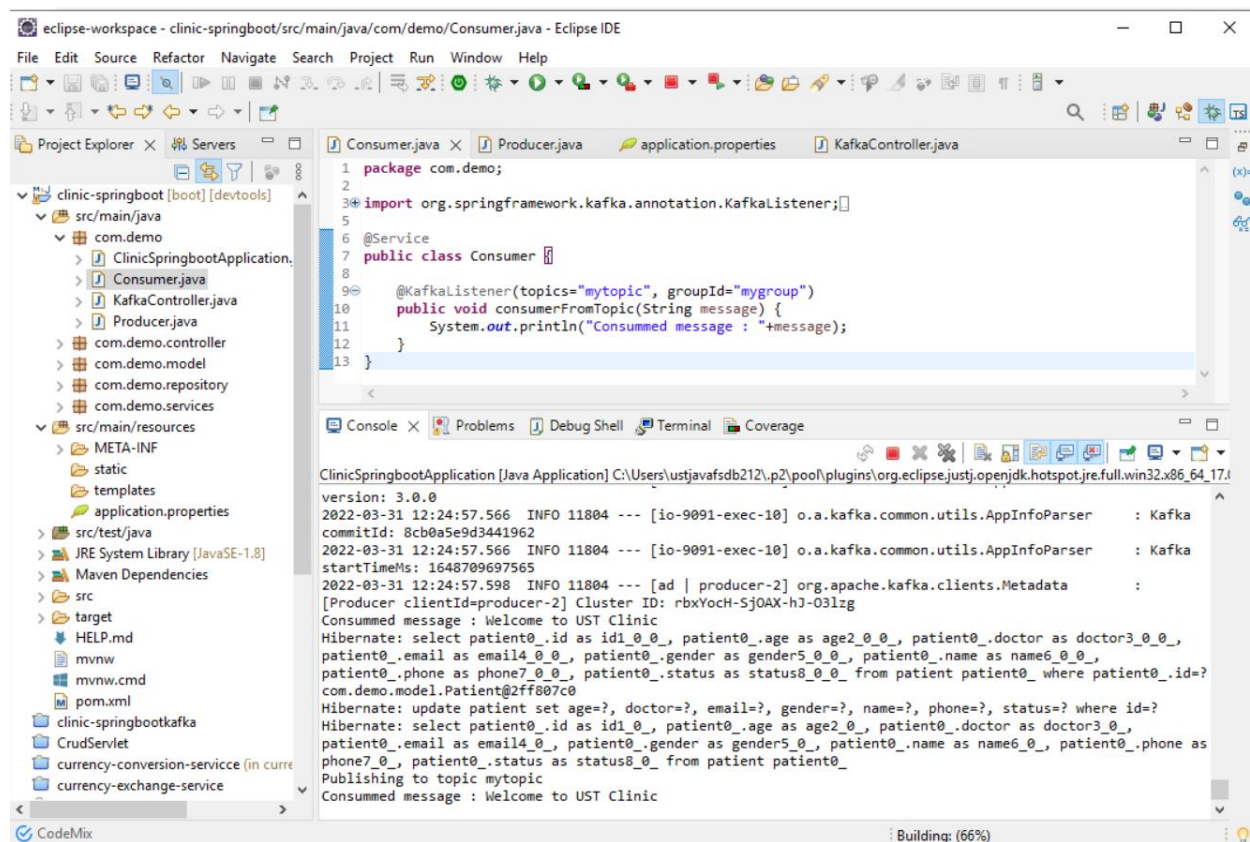 eclipse-workspace - clinic-springboot/src/main/java/com/demo/Consumer.java - Eclipse IDE
File Edit Source Refactor Navigate Search Project Run Window Help
Project Explorer Servers
clinic-springboot [boot] [devtools]
src/main/java
com.demo
ClinicSpringbootApplication.
Consumer.java
KafkaController.java
Producer.java
com.demo.controller
com.demo.model
com.demo.repository
com.demo.services
src/main/resources
META-INF
static
templates
application.properties
src/test/java
JRE System Library [JavaSE-1.8]
Maven Dependencies
src
target
HELP.md
mvnw
mvnw.cmd
pom.xml
clinic-springbootkafka
CrudServlet
currency-conversion-servicce (in curre
currency-exchange-service
Consumer.java Producer.java application.properties KafkaController.java
1 package com.demo;
2
3 import org.springframework.kafka.annotation.KafkaListener;
5
6 @Service
7 public class Consumer {
8
9 @KafkaListener(topics="mytopic", groupId="mygroup")
10 public void consumerFromTopic(String message) {
11 System.out.println("Consummed message : "+message);
12 }
13 }
Console Problems Debug Shell Terminal Coverage
ClinicSpringbootApplication [Java Application] C:\Users\ustjavafsdb212\.p2\pool\plugins\org.eclipse.justj.openjdk.hotspot.jre.full.win32.x86_64_17.
version: 3.0.0
2022-03-31 12:24:57.566 INFO 11804 --- [io-9091-exec-10] o.a.kafka.common.utils.AppInfoParser : Kafka
commitId: 8cb0a5e9d3441962
2022-03-31 12:24:57.566 INFO 11804 --- [io-9091-exec-10] o.a.kafka.common.utils.AppInfoParser : Kafka
startTimeMs: 1648709697565
2022-03-31 12:24:57.598 INFO 11804 --- [ad | producer-2] org.apache.kafka.clients.Metadata :
[Producer clientId=producer-2] Cluster ID: rbxYocH-SjOAX-hJ-O3lzg
Consummed message : Welcome to UST Clinic
Hibernate: select patient0_.id as id1_0_0_, patient0_.age as age2_0_0_, patient0_.doctor as doctor3_0_0_,
patient0_.email as email4_0_0_, patient0_.gender as gender5_0_0_, patient0_.name as name6_0_0_,
patient0_.phone as phone7_0_0_, patient0_.status as status8_0_0_ from patient patient0_ where patient0_.id=?
com.demo.model.Patient@2ff807c0
Hibernate: update patient set age=?, doctor=?, email=?, gender=?, name=?, phone=?, status=? where id=?
Hibernate: select patient0_.id as id1_0_, patient0_.age as age2_0_, patient0_.doctor as doctor3_0_,
patient0_.email as email4_0_, patient0_.gender as gender5_0_, patient0_.name as name6_0_, patient0_.phone as
phone7_0_, patient0_.status as status8_0_ from patient patient0_
Publishing to topic mytopic
Consummed message : Welcome to UST Clinic
CodeMix
Building: (66%)